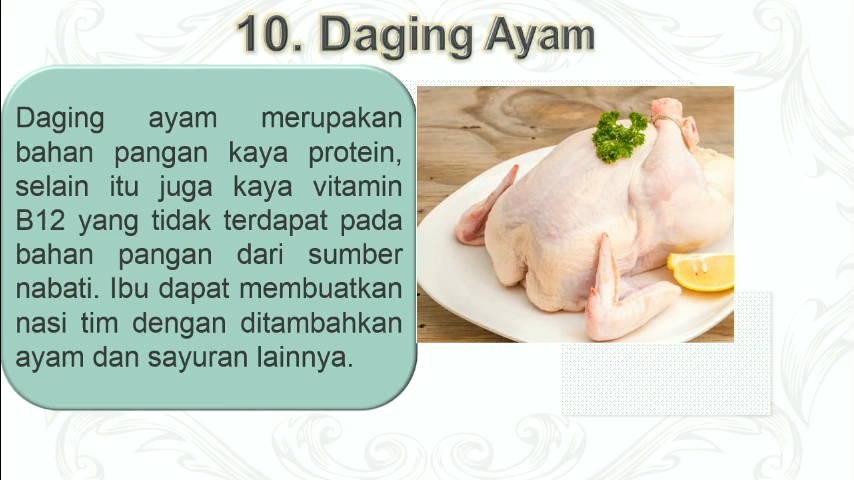 10. Daging Ayam
Daging ayam merupakan
bahan pangan kaya protein,
selain itu juga kaya vitamin
B12 yang tidak terdapat pada
bahan pangan dari sumber
nabati. Ibu dapat membuatkan
nasi tim dengan ditambahkan
ayam dan sayuran lainnya.